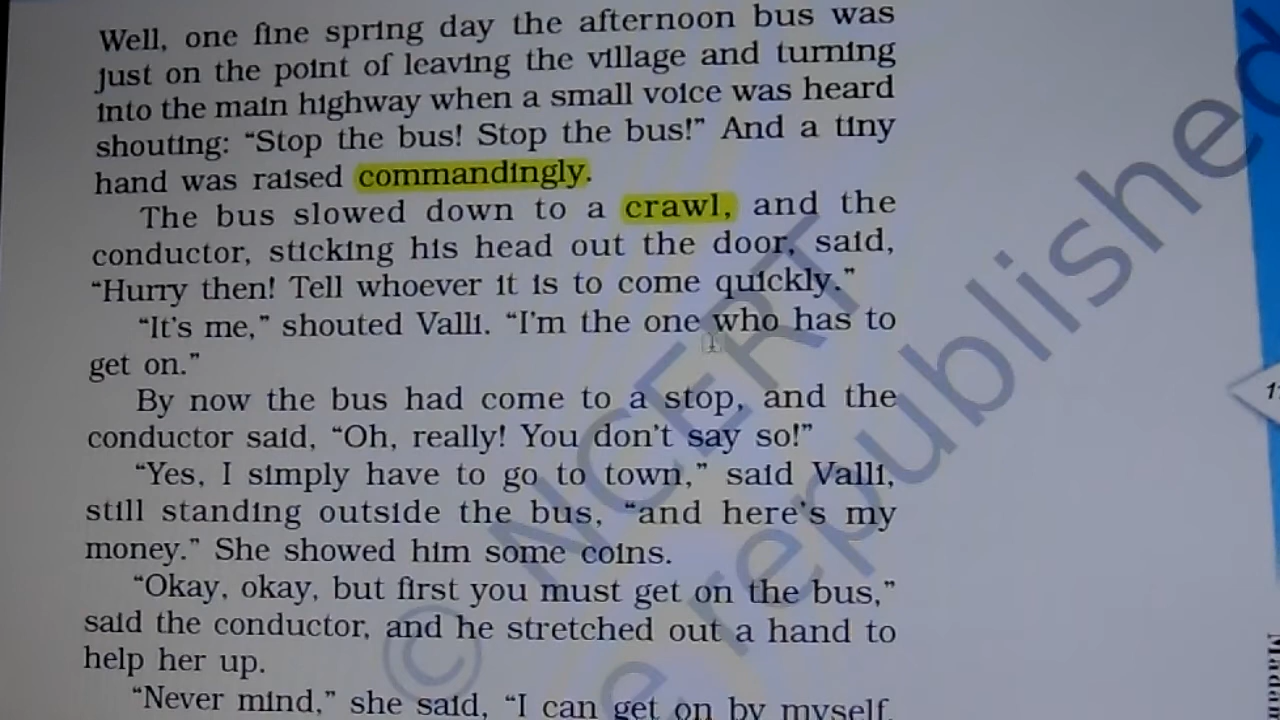 Well, one fine spring day the afternoon bus was
just on the point of leaving the village and turning
into the main highway when a small voice was heard
shouting: “Stop the bus! Stop the bus!” And a tiny
hand was raised commandingly.
The bus slowed down to a crawl, and the
conductor, sticking his head out the door, said,
“Hurry then! Tell whoever it is to come quickly.”
“It's me,” shouted Valli. “I'm the one who has to
get on.”
By now the bus had come to a stop, and the
conductor said, “Oh, really! You don't say so!”
“Yes, I simply have to go to town,” said Valli,
still standing outside the bus, “and here's my
money.” She showed him some coins.
“Okay, okay, but first you must get on the bus,”
said the conductor, and he stretched out a hand to
help her up.
“Never mind,” she said, “I can get on by myself.
© NCERT
e republished